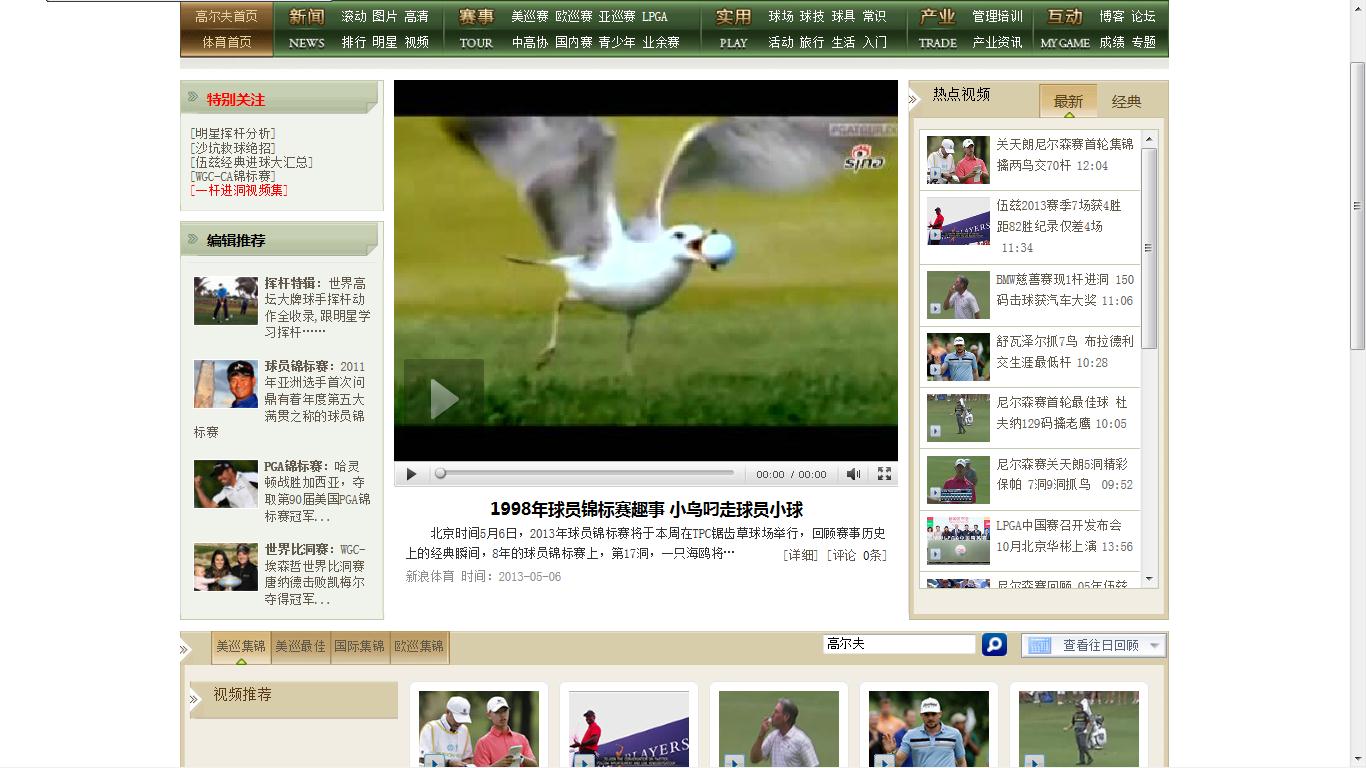 高尔夫首页
体育首页
新闻 滚动 图片 高清
NEWS 排行 明星 视频
赛事 美巡赛 欧巡赛 亚巡赛 LPGA
TOUR 中高协 国内赛 青少年 业余赛
实用 球场 球技 球具 常识
PLAY 活动 旅行 生活 入门
产业 管理培训
TRADE 产业资讯
互动 博客 论坛
MY GAME 成绩 专题
特别关注
[明星挥杆分析]
[沙坑救球绝招]
[伍兹经典进球大汇总]
[WGC-CA锦标赛]
[一杆进洞视频集]
编辑推荐
挥杆特辑：世界高
坛大牌球手挥杆动
作全收录,跟明星学
习挥杆……
球员锦标赛：2011
年亚洲选手首次问
鼎有着年度第五大
满贯之称的球员锦
标赛
PGA锦标赛：哈灵
顿战胜加西亚，夺
取第90届美国PGA锦
标赛冠军...
世界比洞赛：WGC-
埃森哲世界比洞赛
唐纳德击败凯梅尔
夺得冠军...
PGATOUR.CO
sina
00:00 / 00:00
1998年球员锦标赛趣事 小鸟叼走球员小球
北京时间5月6日，2013年球员锦标赛将于本周在TPC锯齿草球场举行，回顾赛事历史
上的经典瞬间，8年的球员锦标赛上，第17洞，一只海鸥将… [详细] [评论 0条]
新浪体育 时间：2013-05-06
热点视频 最新 经典
关天朗尼尔森赛首轮集锦
擒两鸟交70杆 12:04
伍兹2013赛季7场获4胜
距82胜纪录仅差4场
11:34
BMW慈善赛现1杆进洞 150
码击球获汽车大奖 11:06
舒瓦泽尔抓7鸟 布拉德利
交生涯最低杆 10:28
尼尔森赛首轮最佳球 杜
夫纳129码擒老鹰 10:05
尼尔森赛关天朗5洞精彩
保帕 7洞9洞抓鸟 09:52
LPGA中国赛召开发布会
10月北京华彬上演 13:56
尼尔森赛回顾 05年伍兹
美巡集锦 美巡最佳 国际集锦 欧巡集锦
高尔夫
查看往日回顾
视频推荐
PLAYERS